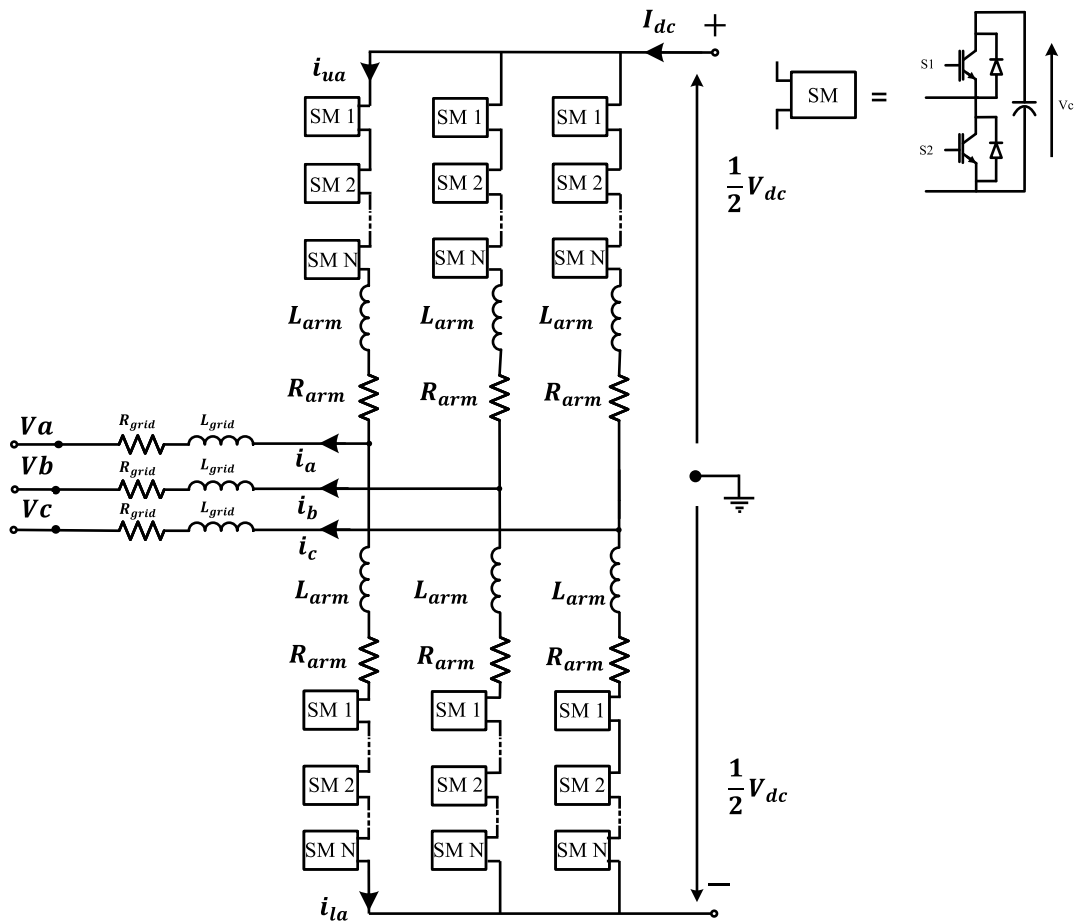 I_dc +
i_ua
SM 1 SM 1 SM 1
SM = S1
S2
Vc
SM 2 SM 2 SM 2
1/2 V_dc
SM N SM N SM N
L_arm L_arm L_arm
R_arm R_arm R_arm
Va R_grid L_grid i_a
Vb R_grid L_grid i_b
Vc R_grid L_grid i_c
L_arm L_arm L_arm
R_arm R_arm R_arm
SM 1 SM 1 SM 1
SM 2 SM 2 SM 2
1/2 V_dc
SM N SM N SM N
i_la −